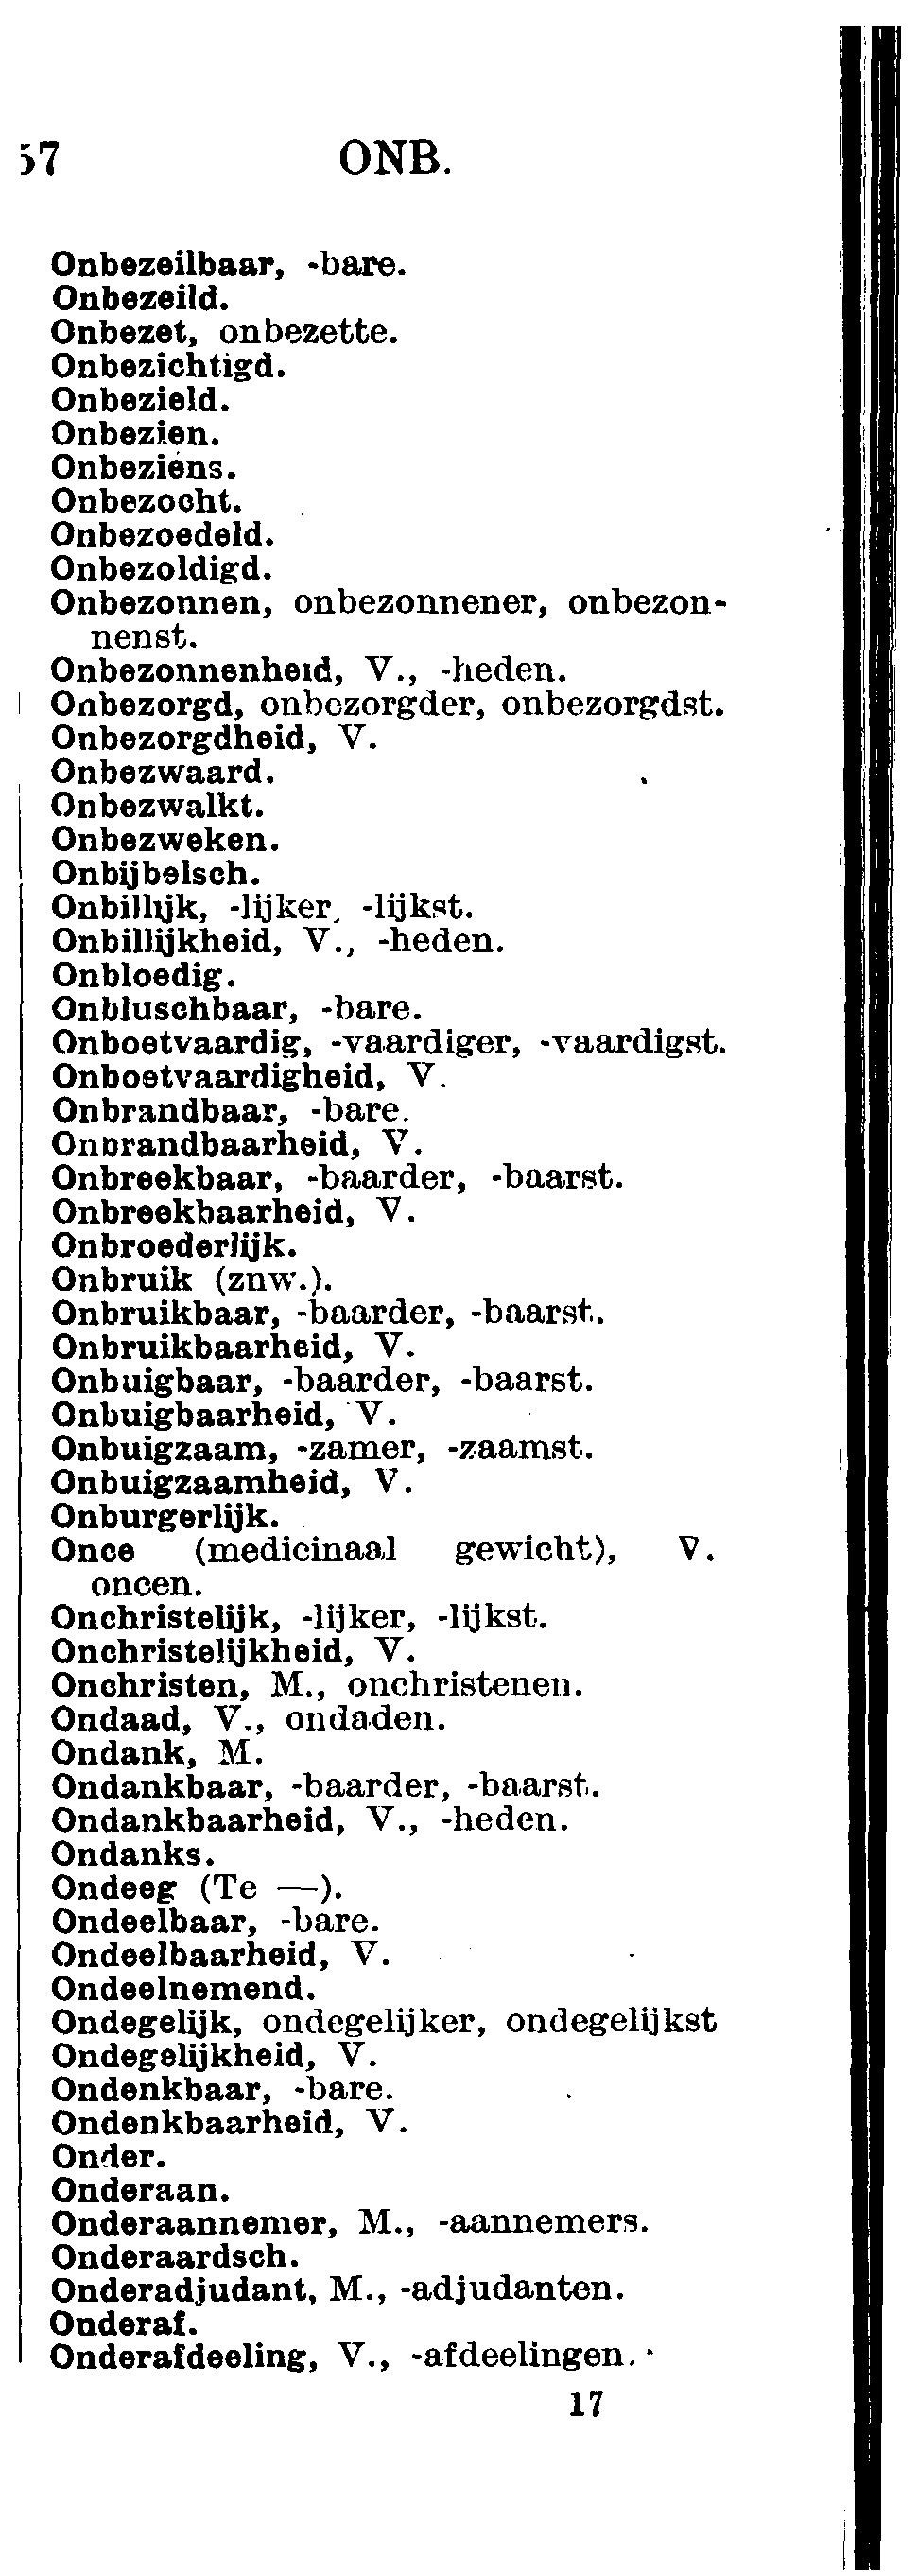 57 ONB.
Onbezeilbaar, -bare.
Onbezeild.
Onbezet, onbezette.
Onbezichtigd.
Onbezield.
Onbezien.
Onbeziens.
Onbezocht.
Onbezoedeld.
Onbezoldigd.
Onbezonnen, onbezonnener, onbezon-
nenst.
Onbezonnenheid, V., -heden.
Onbezorgd, onbezorgder, onbezorgdst.
Onbezorgdheid, V.
Onbezwaard.
Onbezwalkt.
Onbezweken.
Onbijbelsch.
Onbillijk, -lijker, -lijkst.
Onbillijkheid, V., -heden.
Onbloedig.
Onbluschbaar, -bare.
Onboetvaardig, -vaardiger, -vaardigst.
Onboetvaardigheid, V.
Onbrandbaar, -bare.
Onbrandbaarheid, V.
Onbreekbaar, -baarder, -baarst.
Onbreekbaarheid, V.
Onbroederlijk.
Onbruik (znw.).
Onbruikbaar, -baarder, -baarst.
Onbruikbaarheid, V.
Onbuigbaar, -baarder, -baarst.
Onbuigbaarheid, V.
Onbuigzaam, -zamer, -zaamst.
Onbuigzaamheid, V.
Onburgerlijk.
Once (medicinaal gewicht), V.
oncen.
Onchristelijk, -lijker, -lijkst.
Onchristelijkheid, V.
Onchristen, M., onchristenen.
Ondaad, V., ondaden.
Ondank, M.
Ondankbaar, -baarder, -baarst.
Ondankbaarheid, V., -heden.
Ondanks.
Ondeeg (Te —).
Ondeelbaar, -bare.
Ondeelbaarheid, V.
Ondeelnemend.
Ondegelijk, ondegelijker, ondegelijkst
Ondegelijkheid, V.
Ondenkbaar, -bare.
Ondenkbaarheid, V.
Onder.
Onderaan.
Onderaannemer, M., -aannemers.
Onderaardsch.
Onderadjudant, M., -adjudanten.
Onderaf.
Onderafdeeling, V., -afdeelingen.
17